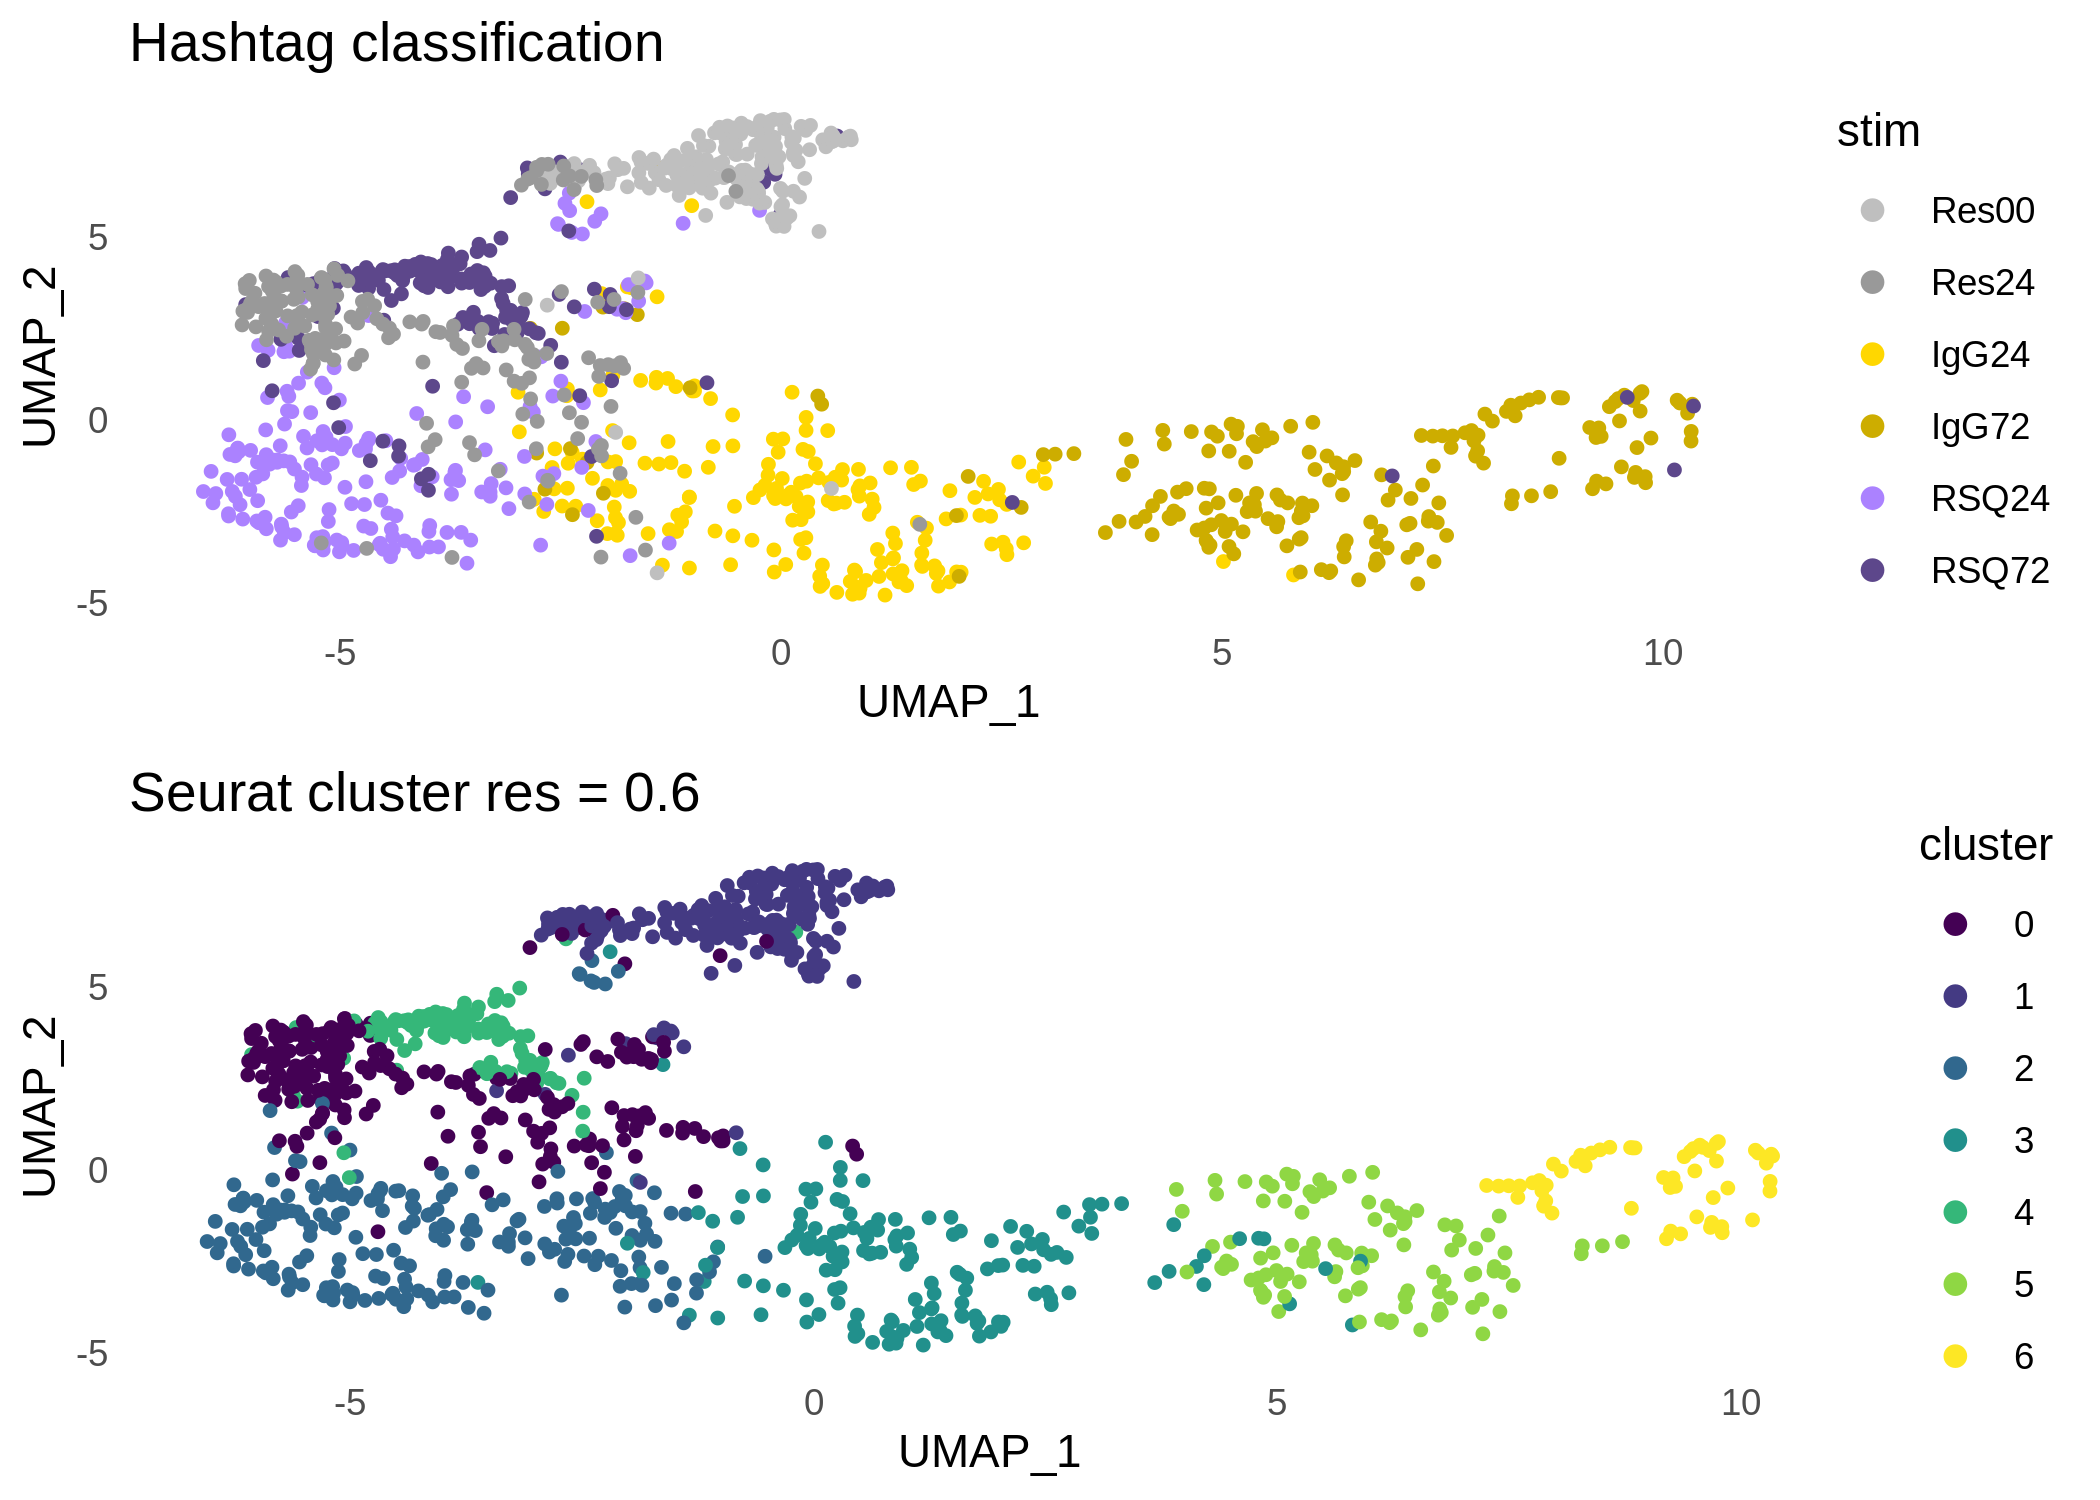 Hashtag classification
stim
Res00
Res24
IgG24
IgG72
RSQ24
RSQ72
UMAP_2
5
0
-5
-5 0 5 10
UMAP_1
Seurat cluster res = 0.6
cluster
0
1
2
3
4
5
6
UMAP_2
5
0
-5
-5 0 5 10
UMAP_1